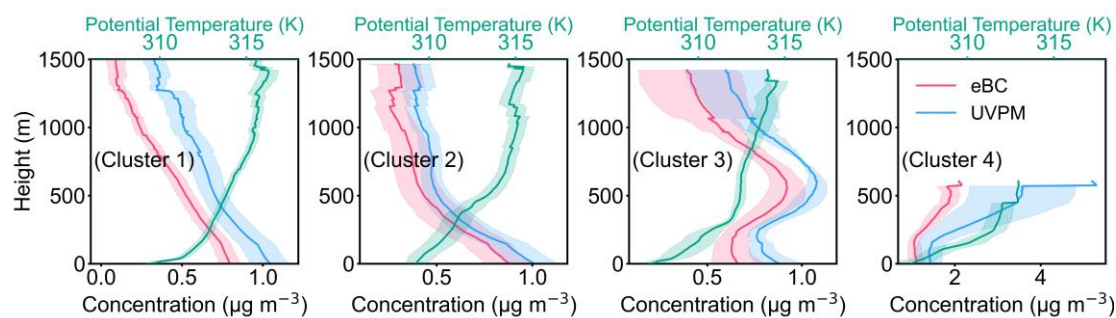 Potential Temperature (K) Potential Temperature (K) Potential Temperature (K) Potential Temperature (K)
310 315 310 315 310 315 310 315
1500 1500 1500 1500
1000 1000 1000 1000
500 500 500 500
0 0 0 0
Height (m)
(Cluster 1) (Cluster 2) (Cluster 3) (Cluster 4)
eBC
UVPM
0.0 0.5 1.0 0.5 1.0 0.5 1.0 2 4
Concentration (µg m−3) Concentration (µg m−3) Concentration (µg m−3) Concentration (µg m−3)